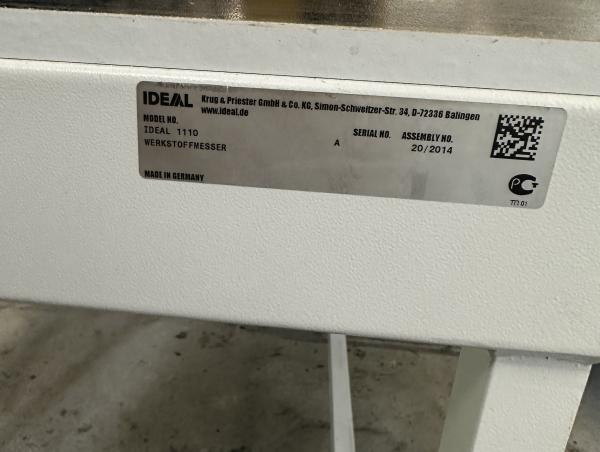 IDEAL Krug & Priester GmbH & Co. KG, Simon-Schweitzer-Str. 34, D-72336 Balingen
www.ideal.de
MODEL NO. SERIAL NO. ASSEMBLY NO.
IDEAL 1110 A 20/2014
WERKSTOFFMESSER
MADE IN GERMANY